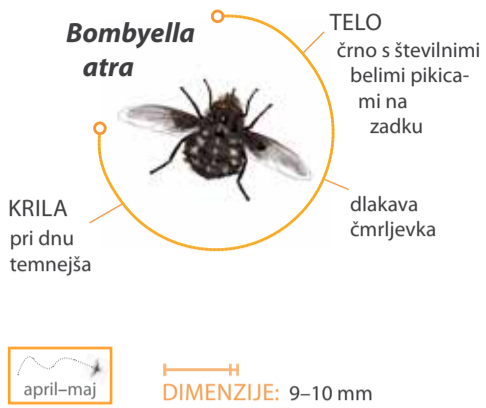 Bombyella
atra
TELO
črno s številnimi
belimi pikica-
mi na
zadku
dlakava
čmrljevka
KRILA
pri dnu
temnejša
april–maj
DIMENZIJE: 9–10 mm